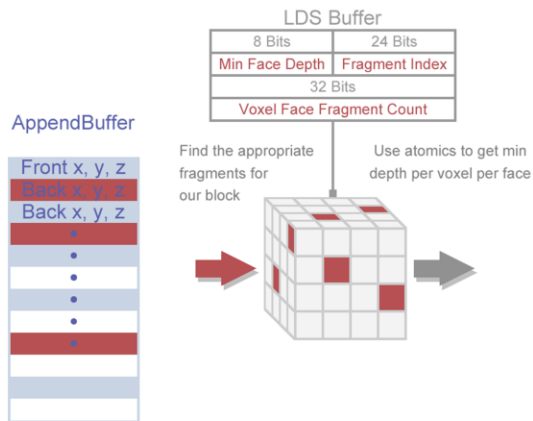 LDS Buffer
8 Bits
24 Bits
Min Face Depth
Fragment Index
32 Bits
Voxel Face Fragment Count
AppendBuffer
Front x, y, z
Back x, y, z
Back x, y, z
Find the appropriate
fragments for
our block
Use atomics to get min
depth per voxel per face